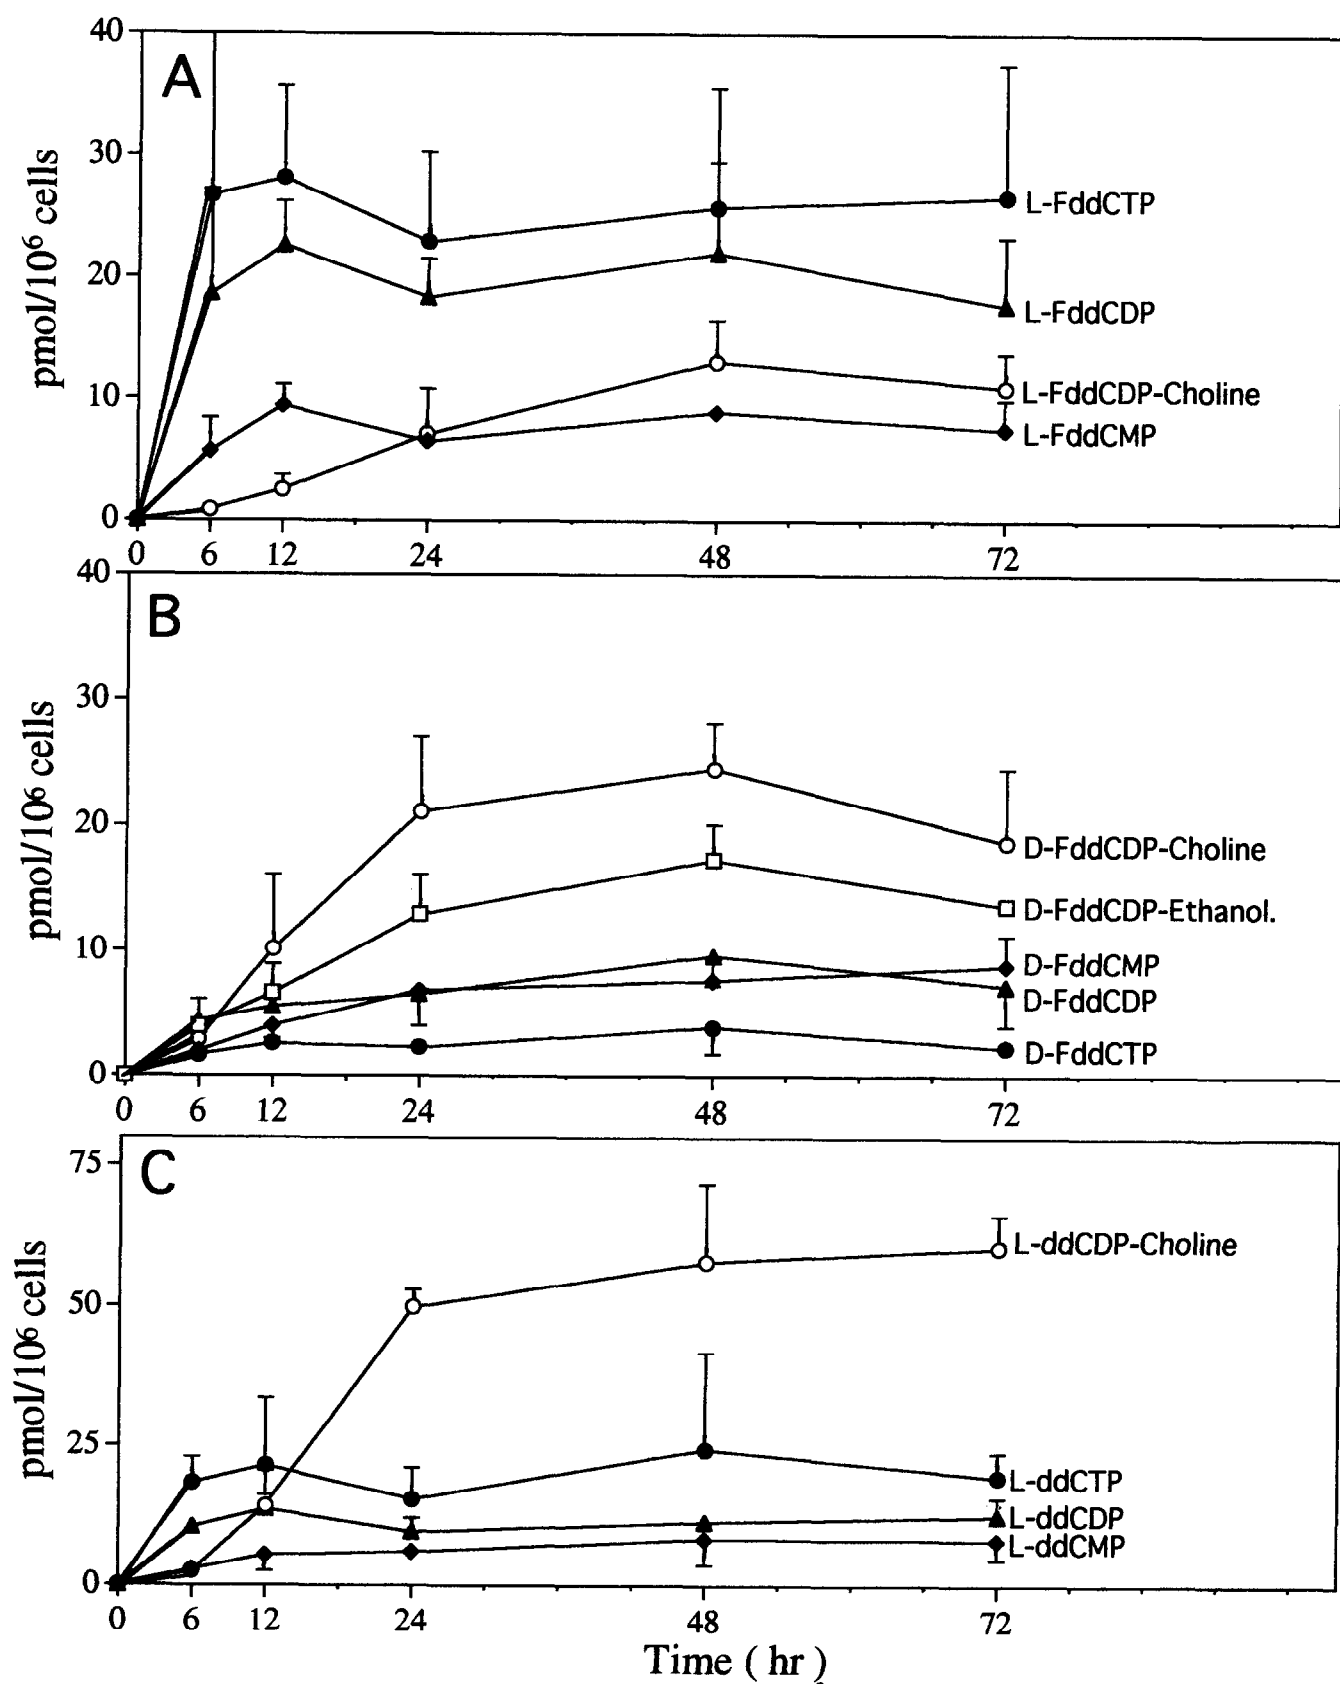 A
40
30
20
10
0
pmol/10⁶ cells
L-FddCTP
L-FddCDP
L-FddCDP-Choline
L-FddCMP
0 6 12 24 48 72
B
40
30
20
10
0
pmol/10⁶ cells
D-FddCDP-Choline
D-FddCDP-Ethanol.
D-FddCMP
D-FddCDP
D-FddCTP
0 6 12 24 48 72
C
75
50
25
0
pmol/10⁶ cells
L-ddCDP-Choline
L-ddCTP
L-ddCDP
L-ddCMP
0 6 12 24 48 72
Time ( hr )